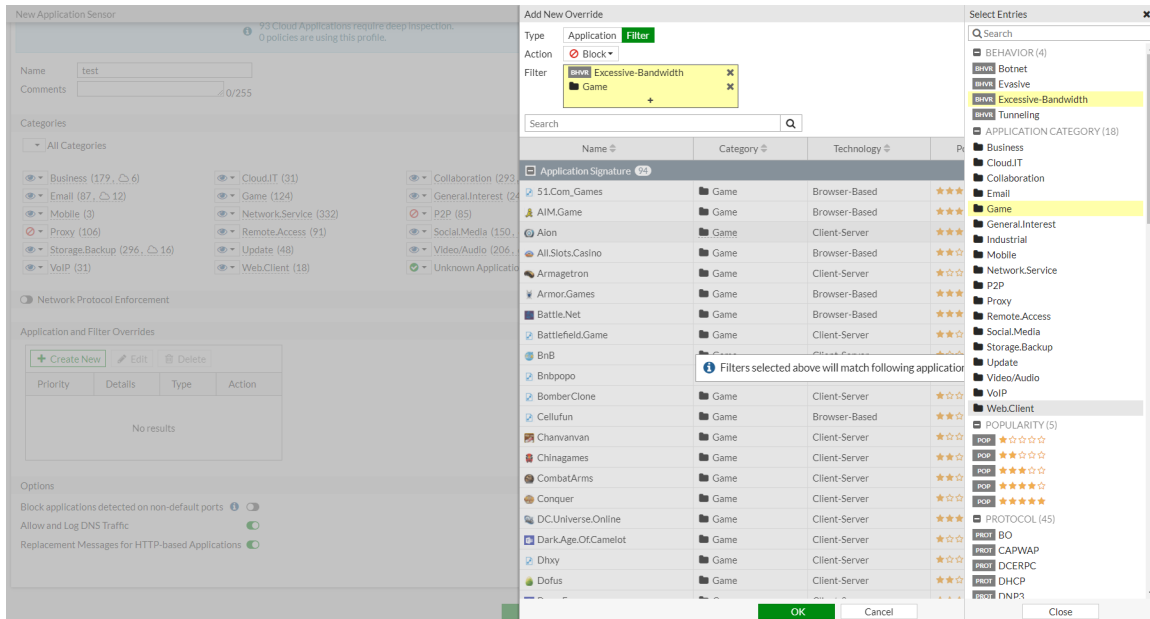 New Application Sensor
93 Cloud Applications require deep inspection.
0 policies are using this profile.
Name test
Comments 0/255
Categories
All Categories
Business (179, 6)
Cloud.IT (31)
Collaboration (293,
Email (87, 12)
Game (124)
General.Interest (24
Mobile (3)
Network.Service (332)
P2P (85)
Proxy (106)
Remote.Access (91)
Social.Media (150,
Storage.Backup (296, 16)
Update (48)
Video/Audio (206,
VoIP (31)
Web.Client (18)
Unknown Applicatio
Network Protocol Enforcement
Application and Filter Overrides
+ Create New Edit Delete
Priority Details Type Action
No results
Options
Block applications detected on non-default ports
Allow and Log DNS Traffic
Replacement Messages for HTTP-based Applications
Add New Override
Type Application Filter
Action Block
Filter BHVR Excessive-Bandwidth
Game
+
Search
Name Category Technology Po
Application Signature 94
51.Com_Games Game Browser-Based
AIM.Game Game Browser-Based
Aion Game Client-Server
All.Slots.Casino Game Browser-Based
Armagetron Game Client-Server
Armor.Games Game Browser-Based
Battle.Net Game Browser-Based
Battlefield.Game Game Client-Server
BnB Game Client-Server
Filters selected above will match following application
Bnbpopo
BomberClone Game Client-Server
Cellufun Game Browser-Based
Chanvanvan Game Client-Server
Chinagames Game Client-Server
CombatArms Game Client-Server
Conquer Game Client-Server
DC.Universe.Online Game Client-Server
Dark.Age.Of.Camelot Game Client-Server
Dhxy Game Client-Server
Dofus Game Client-Server
OK Cancel
Select Entries
Search
BEHAVIOR (4)
BHVR Botnet
BHVR Evasive
BHVR Excessive-Bandwidth
BHVR Tunneling
APPLICATION CATEGORY (18)
Business
Cloud.IT
Collaboration
Email
Game
General.Interest
Industrial
Mobile
Network.Service
P2P
Proxy
Remote.Access
Social.Media
Storage.Backup
Update
Video/Audio
VoIP
Web.Client
POPULARITY (5)
POP
POP
POP
POP
POP
PROTOCOL (45)
PROT BO
PROT CAPWAP
PROT DCERPC
PROT DHCP
PROT DNP3
Close